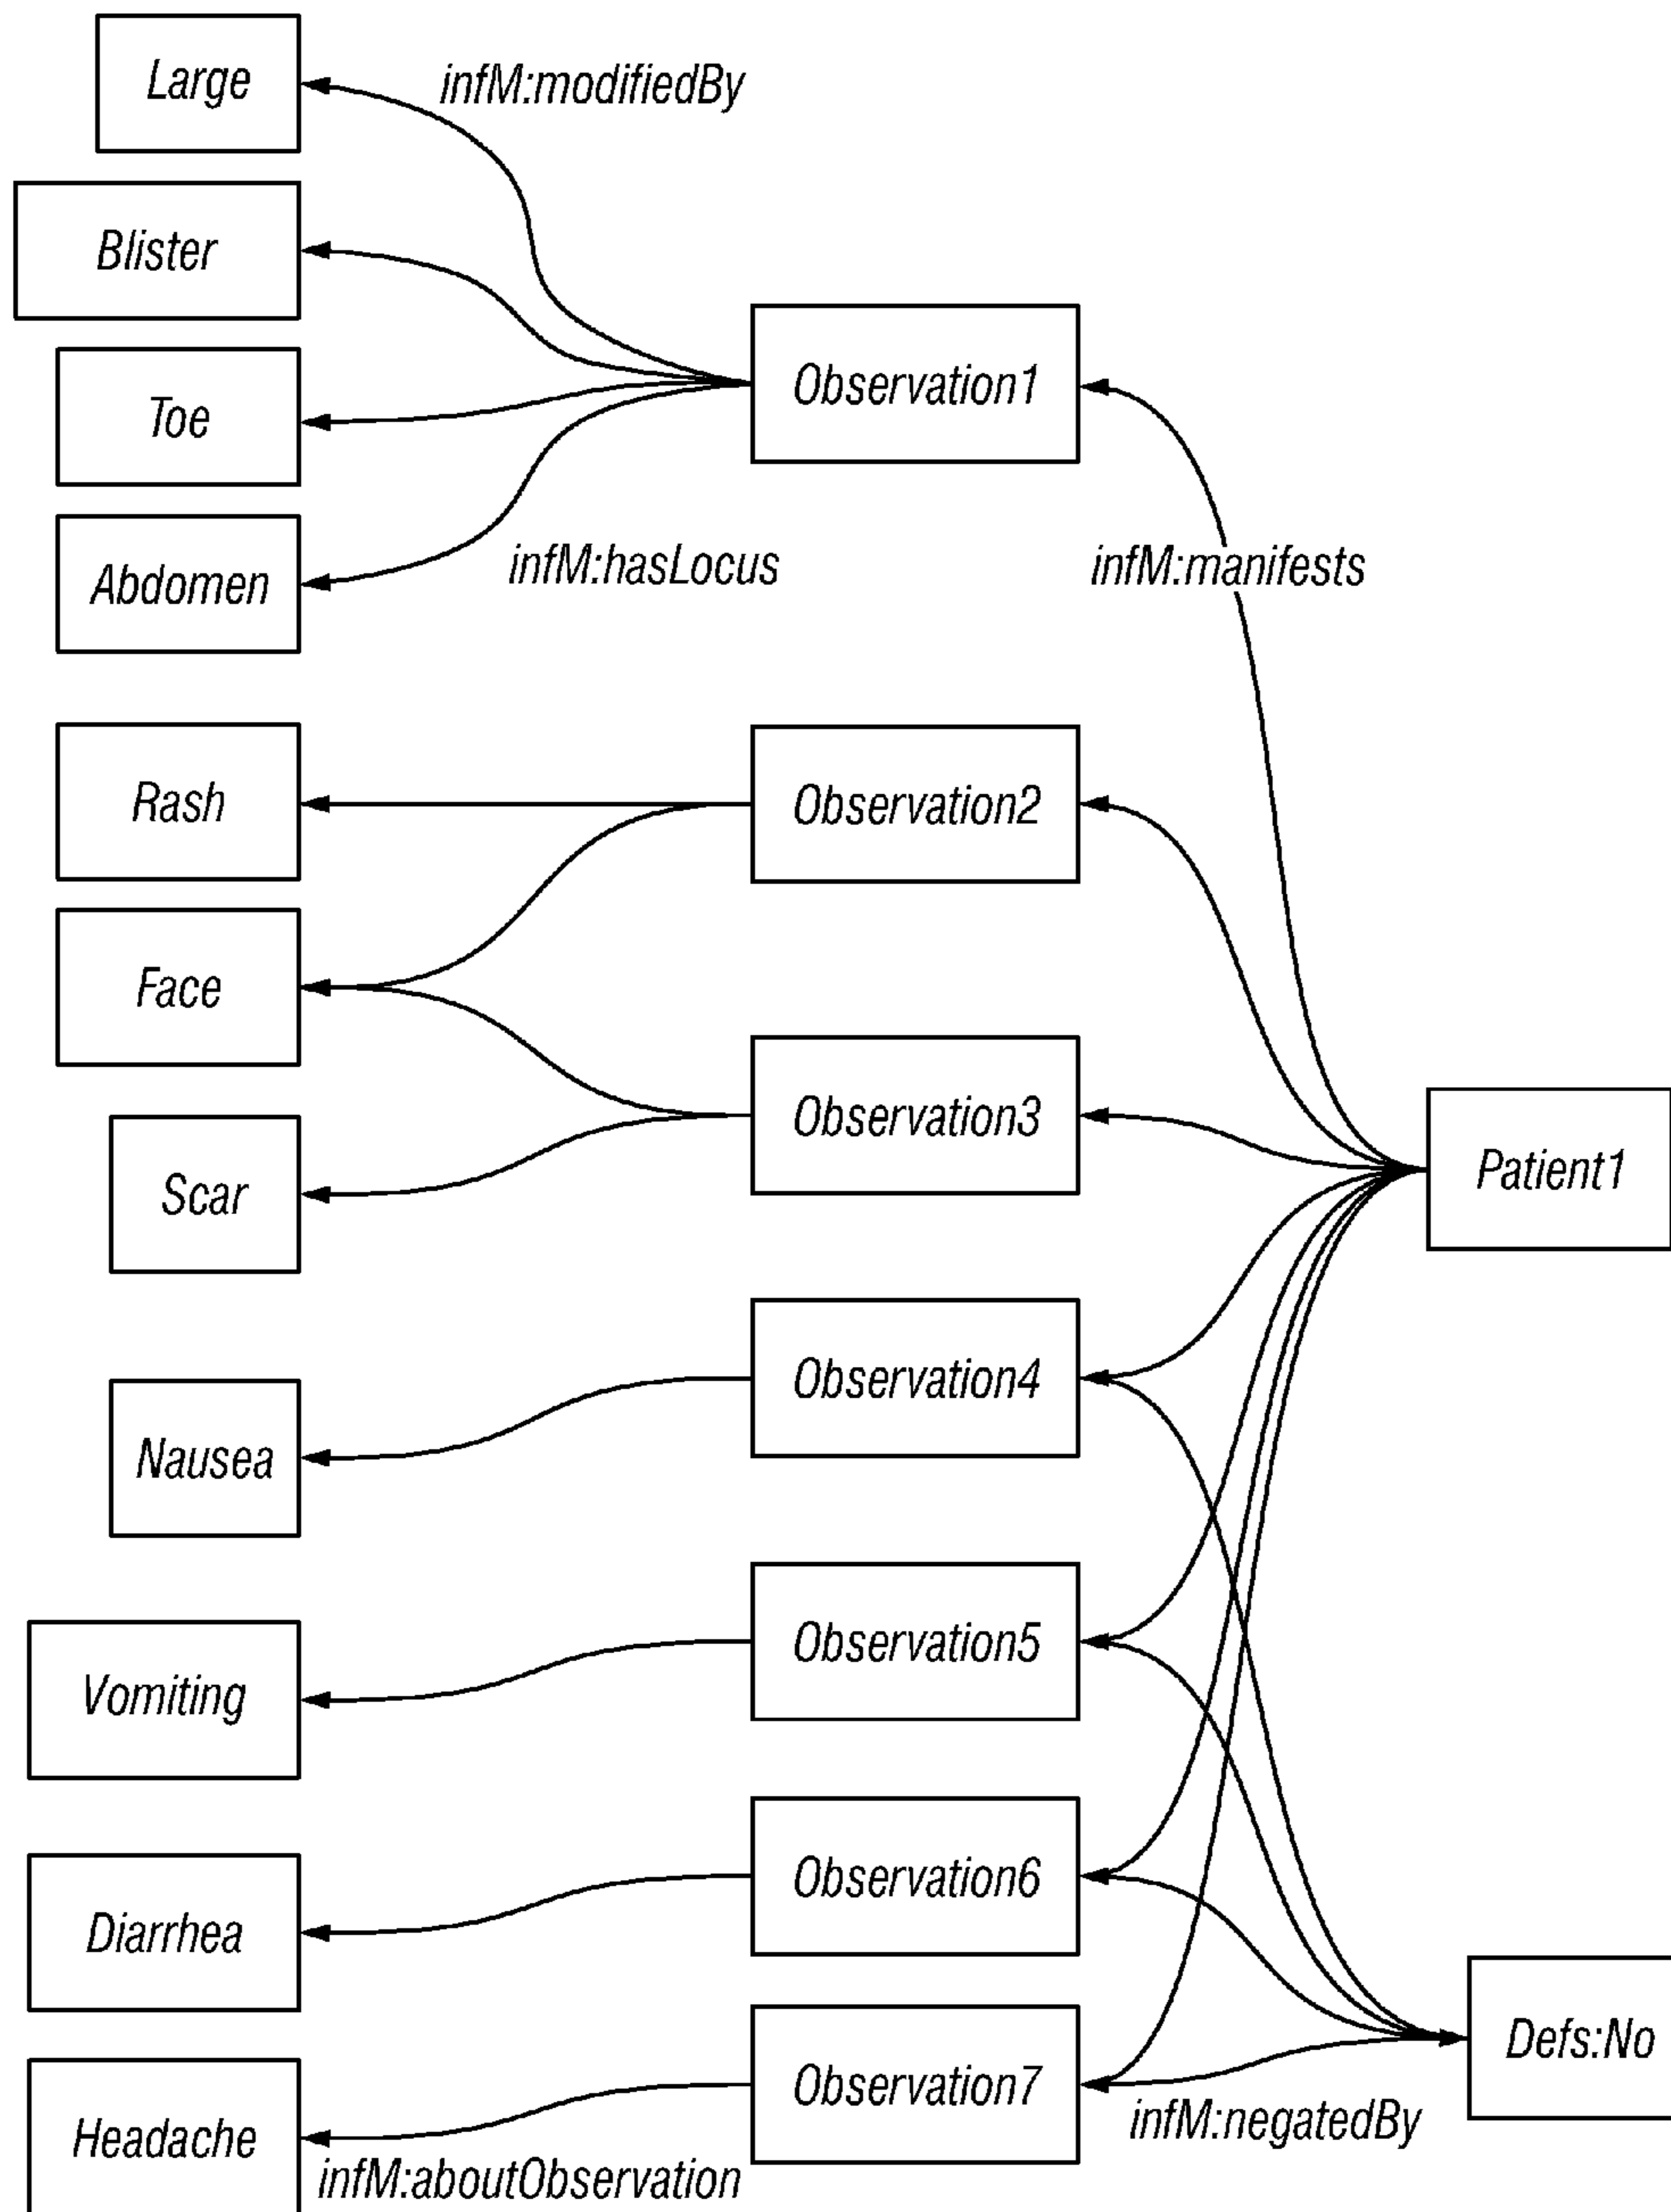 Large
infM:modifiedBy
Blister
Observation1
Toe
Abdomen
infM:hasLocus
infM:manifests
Rash
Observation2
Face
Observation3
Patient1
Scar
Observation4
Nausea
Observation5
Vomiting
Observation6
Diarrhea
Defs:No
Observation7
infM:negatedBy
Headache
infM:aboutObservation